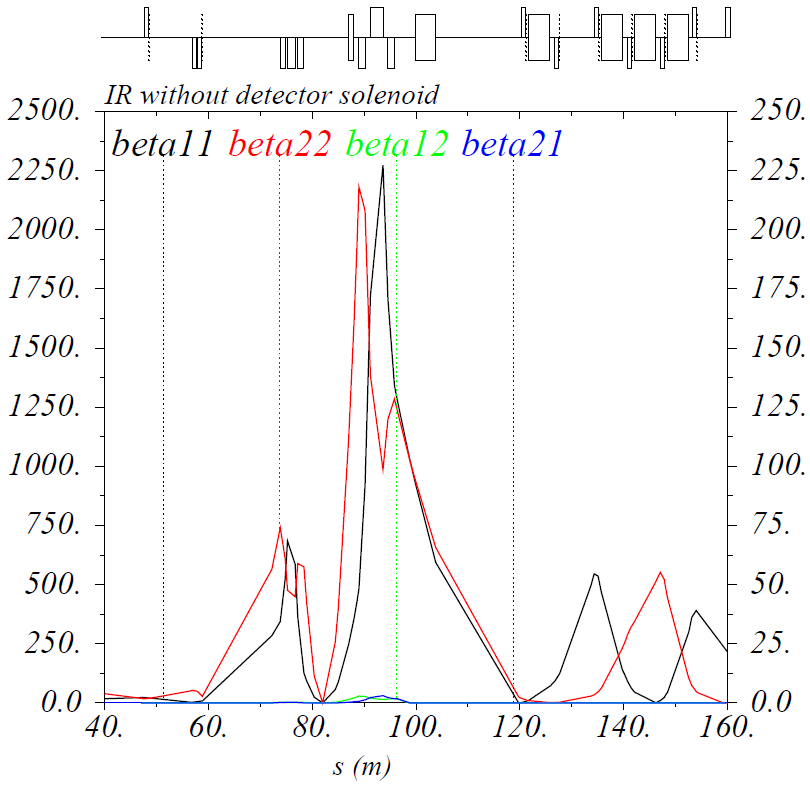 IR without detector solenoid
beta11 beta22 beta12 beta21
2500. 250.
2250. 225.
2000. 200.
1750. 175.
1500. 150.
1250. 125.
1000. 100.
750. 75.
500. 50.
250. 25.
0.0 0.0
40. 60. 80. 100. 120. 140. 160.
s (m)